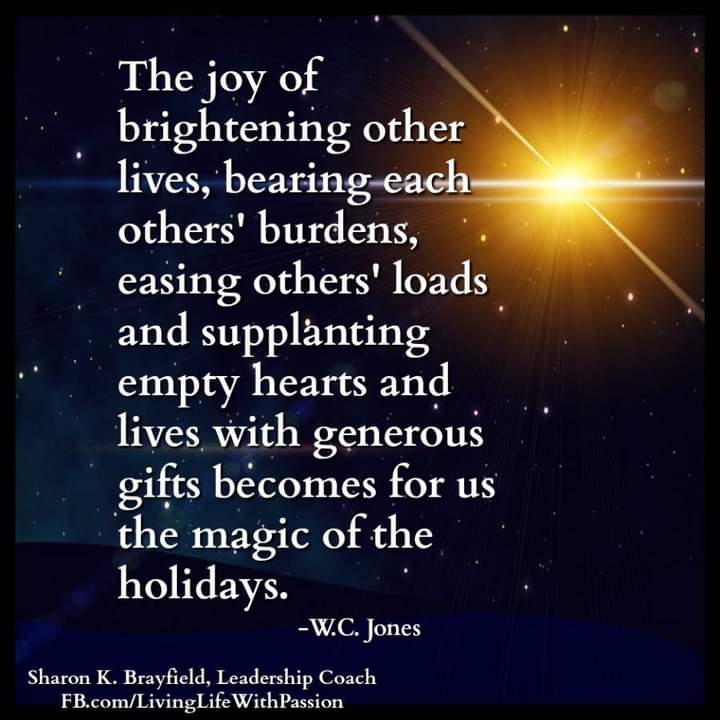 The joy of
brightening other
lives, bearing each
others' burdens,
easing others' loads
and supplanting
empty hearts and
lives with generous
gifts becomes for us
the magic of the
holidays.
-W.C. Jones
Sharon K. Brayfield, Leadership Coach
FB.com/LivingLifeWithPassion